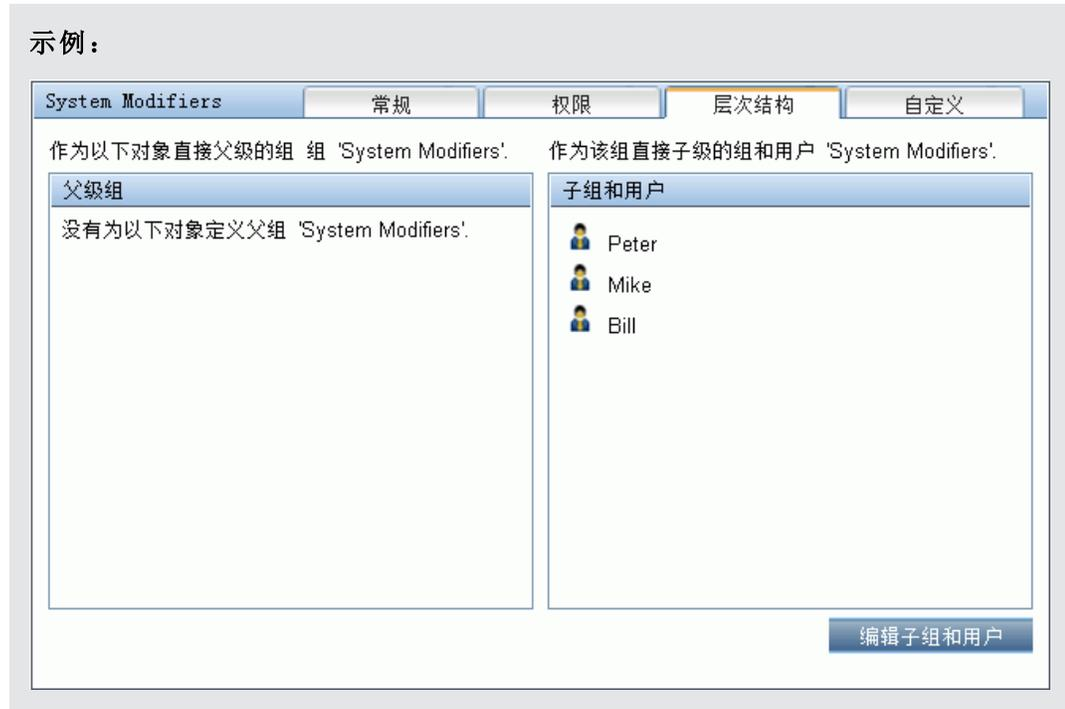 示例：
System Modifiers 常规 权限 层次结构 自定义
作为以下对象直接父级的组 组 'System Modifiers'.
父级组
没有为以下对象定义父组 'System Modifiers'.
作为该组直接子级的组和用户 'System Modifiers'.
子组和用户
Peter
Mike
Bill
编辑子组和用户